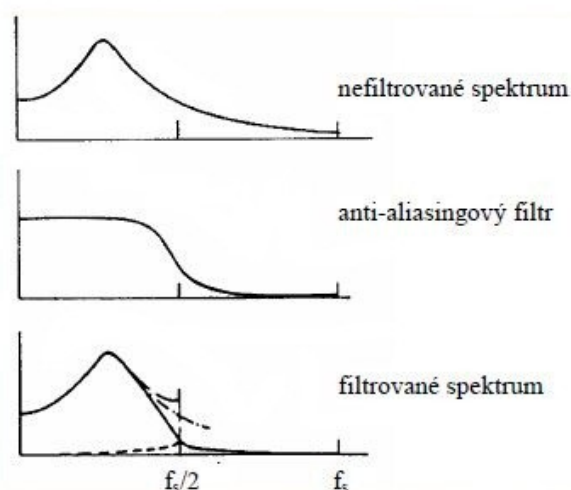 nefiltrované spektrum
anti-aliasingový filtr
filtrované spektrum
fs/2 fs